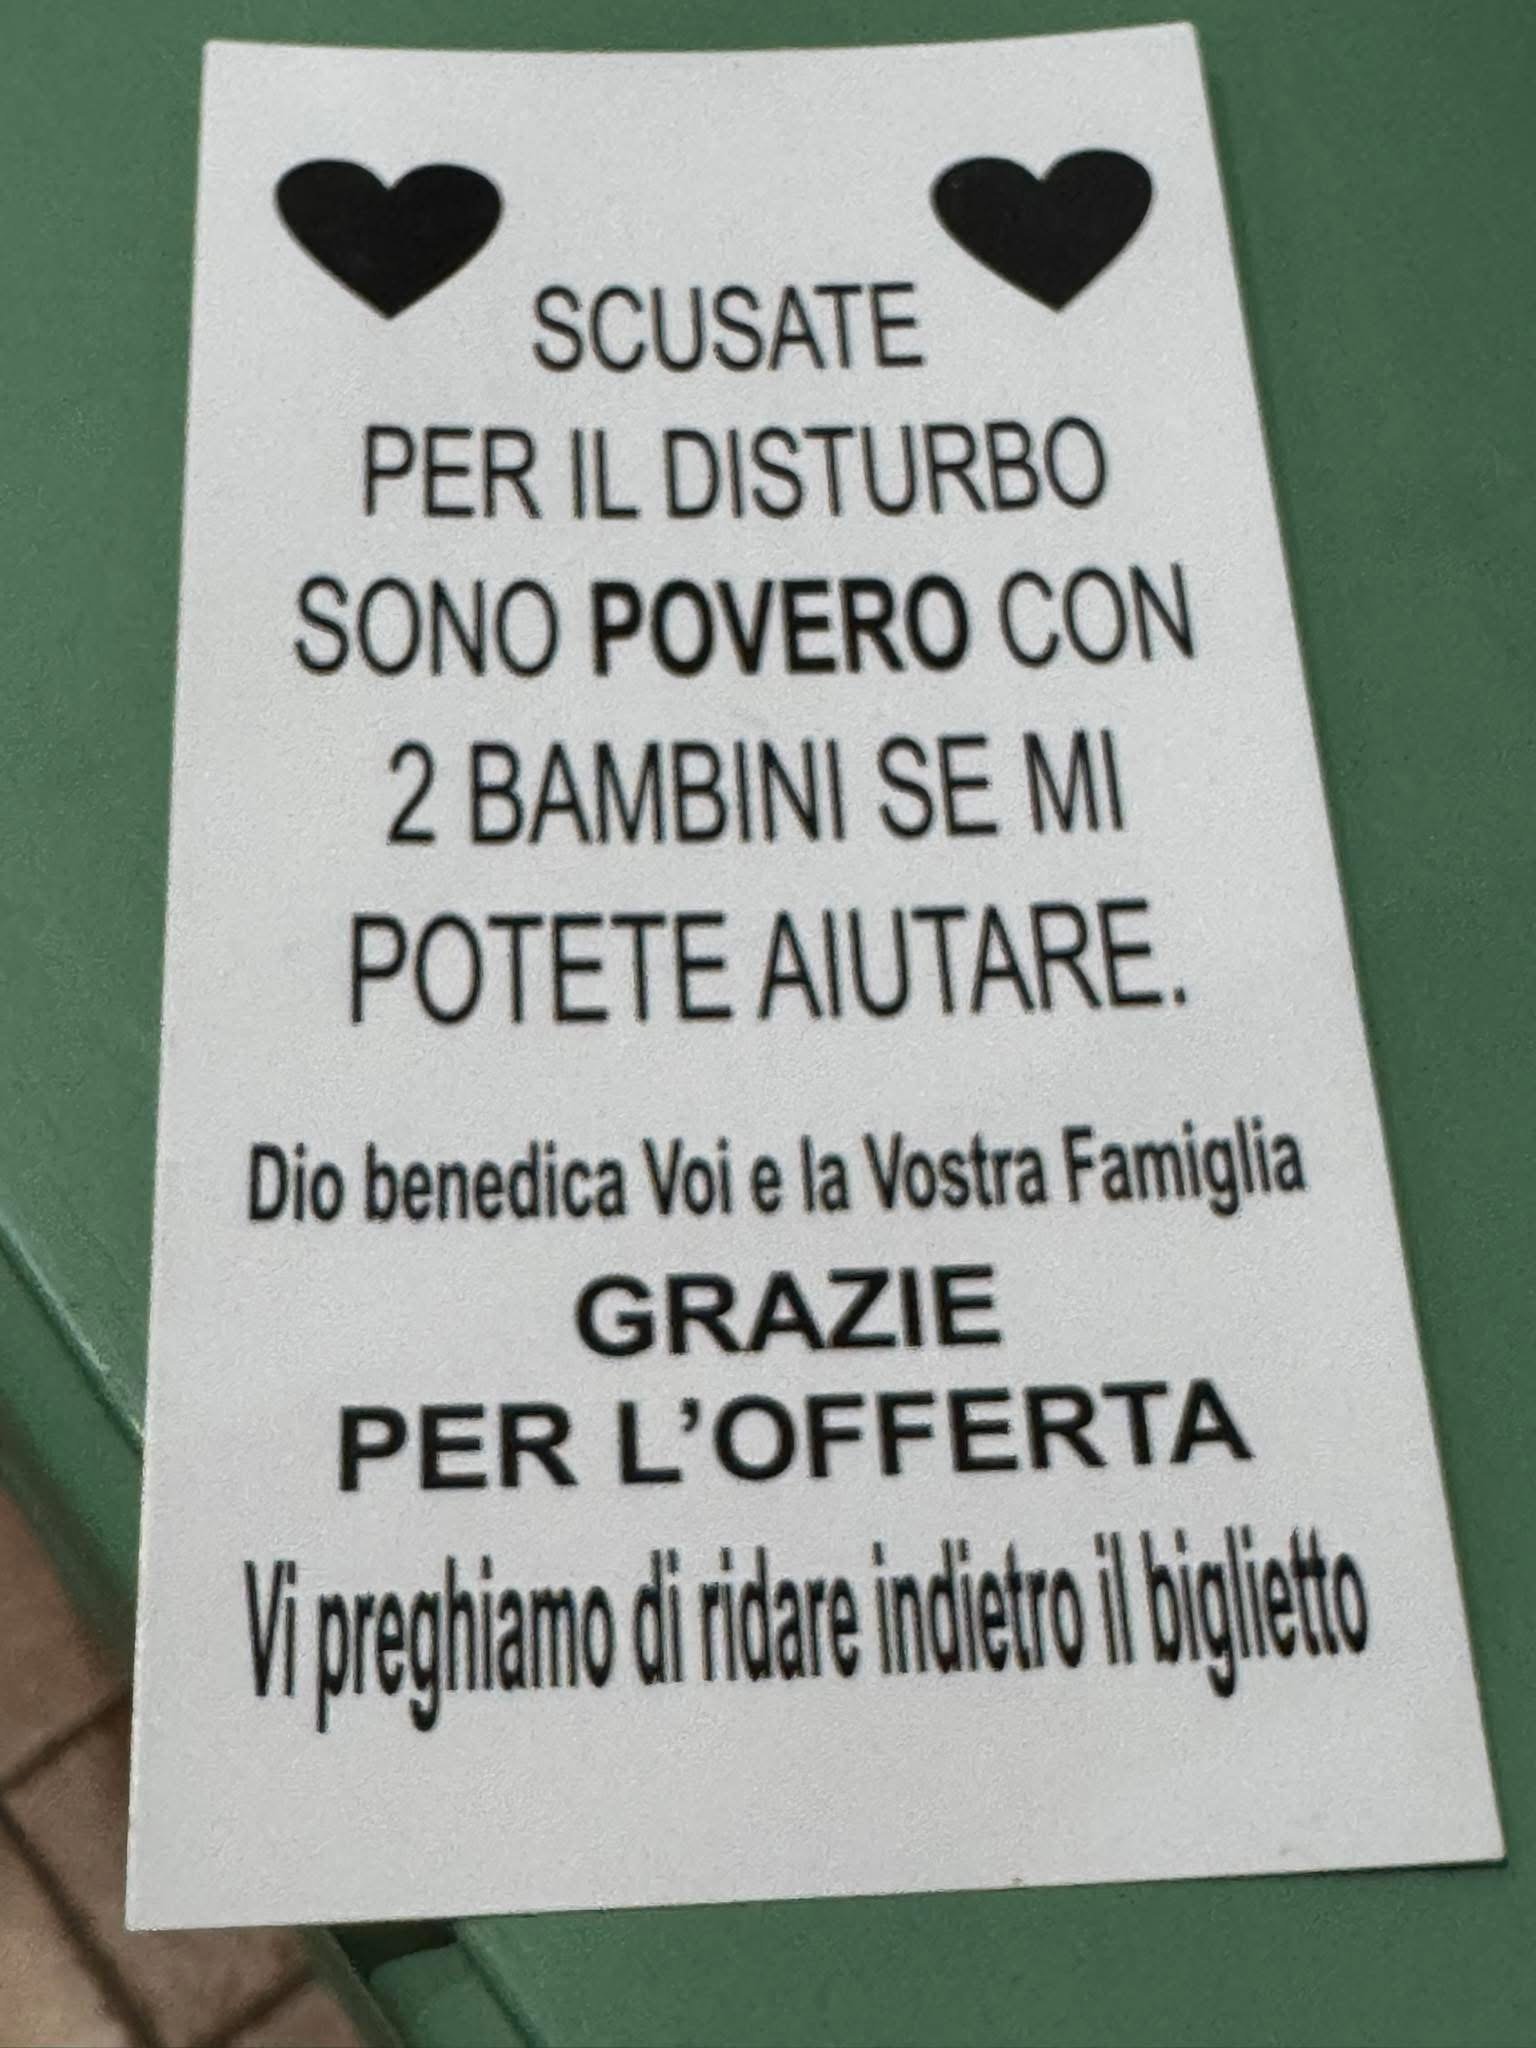 SCUSATE
PER IL DISTURBO
SONO POVERO CON
2 BAMBINI SE MI
POTETE AIUTARE.
Dio benedica Voi e la Vostra Famiglia
GRAZIE
PER L'OFFERTA
Vi preghiamo di ridare indietro il biglietto